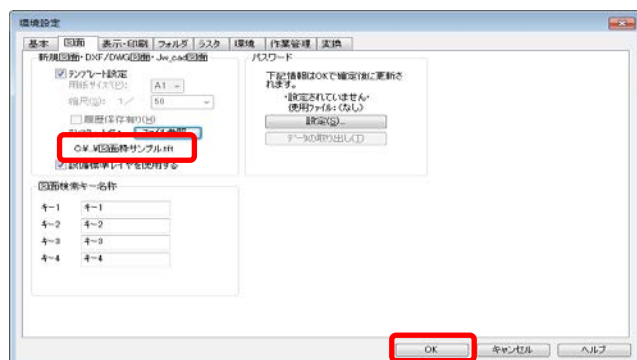 環境設定
基本 図面 表示・印刷 フォルダ ラスタ 環境 作業管理 変換
新規図面・DXF/DWG図面・Jw_cad図面
テンプレート設定
用紙サイズ(P): A1
縮尺(S): 1／ 50
履歴保存有り(H)
C:¥..¥図面枠サンプル.tft
設備標準レイヤを使用する
図面検索キー名称
キー1 キー1
キー2 キー2
キー3 キー3
キー4 キー4
パスワード
下記情報はOKで確定後に更新さ
れます。
・設定されていません・
(使用ファイル: (なし)
設定(S)...
データの取り出し(T)
OK キャンセル ヘルプ